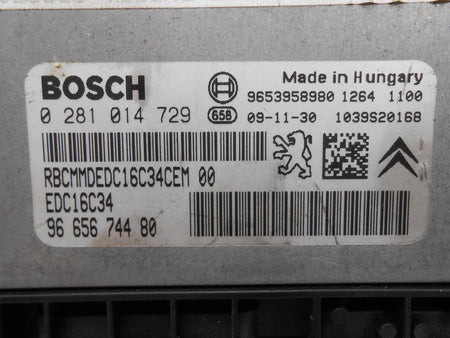 BOSCH
Made in Hungary
9653958980 1264 1100
0 281 014 729
658
09-11-30 1039S20168
RBCMMDEDC16C34CEM 00
EDC16C34
96 656 744 80